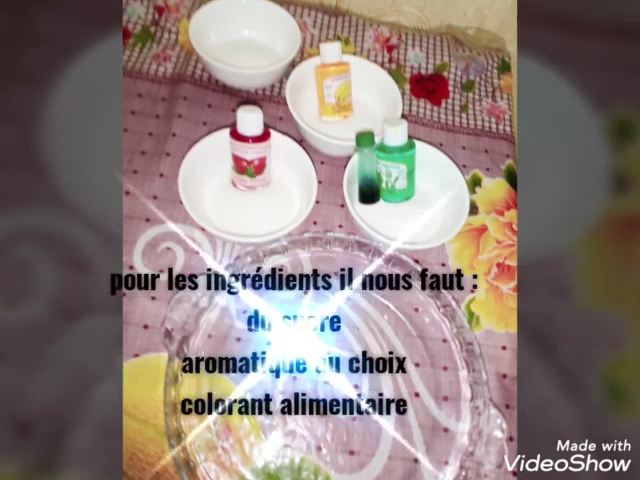 pour les ingrédients il nous faut :
du sucre
aromatique au choix
colorant alimentaire
Made with
VideoShow